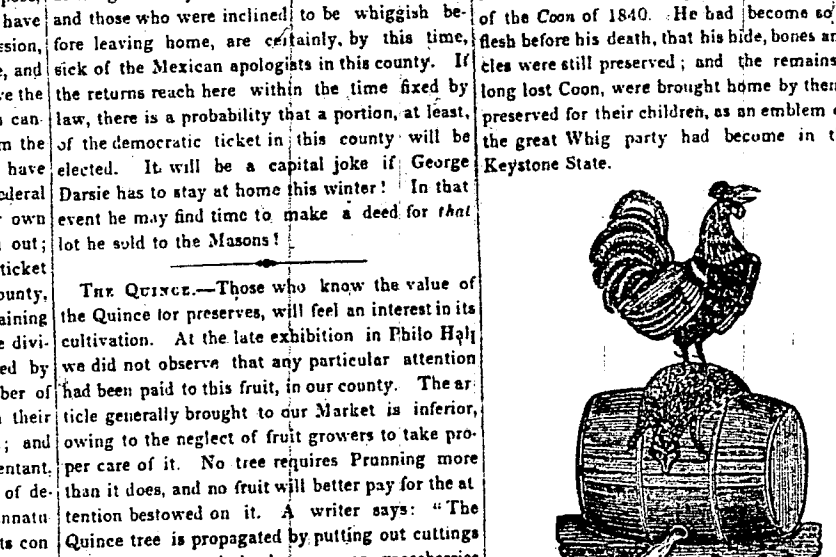 have
ssion,
e, and
ve the
s can-
m the
have
ederal
own
out;
ticket
ounty,
aining
e divi-
ed by
ber of
their
; and
entant,
of de-
nnatu
ts con
and those who were inclined to be whiggish be-
fore leaving home, are certainly, by this time,
sick of the Mexican apologists in this county. If
the returns reach here within the time fixed by
law, there is a probability that a portion, at least,
of the democratic ticket in this county will be
elected. It will be a capital joke if George
Darsie has to stay at home this winter! In that
event he may find time to make a deed for that
lot he sold to the Masons!
THE QUINCE.—Those who know the value of
the Quince for preserves, will feel an interest in its
cultivation. At the late exhibition in Philo Hall
we did not observe that any particular attention
had been paid to this fruit, in our county. The ar
ticle generally brought to our Market is inferior,
owing to the neglect of fruit growers to take pro-
per care of it. No tree requires Prunning more
than it does, and no fruit will better pay for the at
tention bestowed on it. A writer says: "The
Quince tree is propagated by putting out cuttings
of the Coon of 1840. He had become so
flesh before his death, that his hide, bones an
cles were still preserved; and the remains
long lost Coon, were brought home by them
preserved for their children, as an emblem o
the great Whig party had become in t
Keystone State.